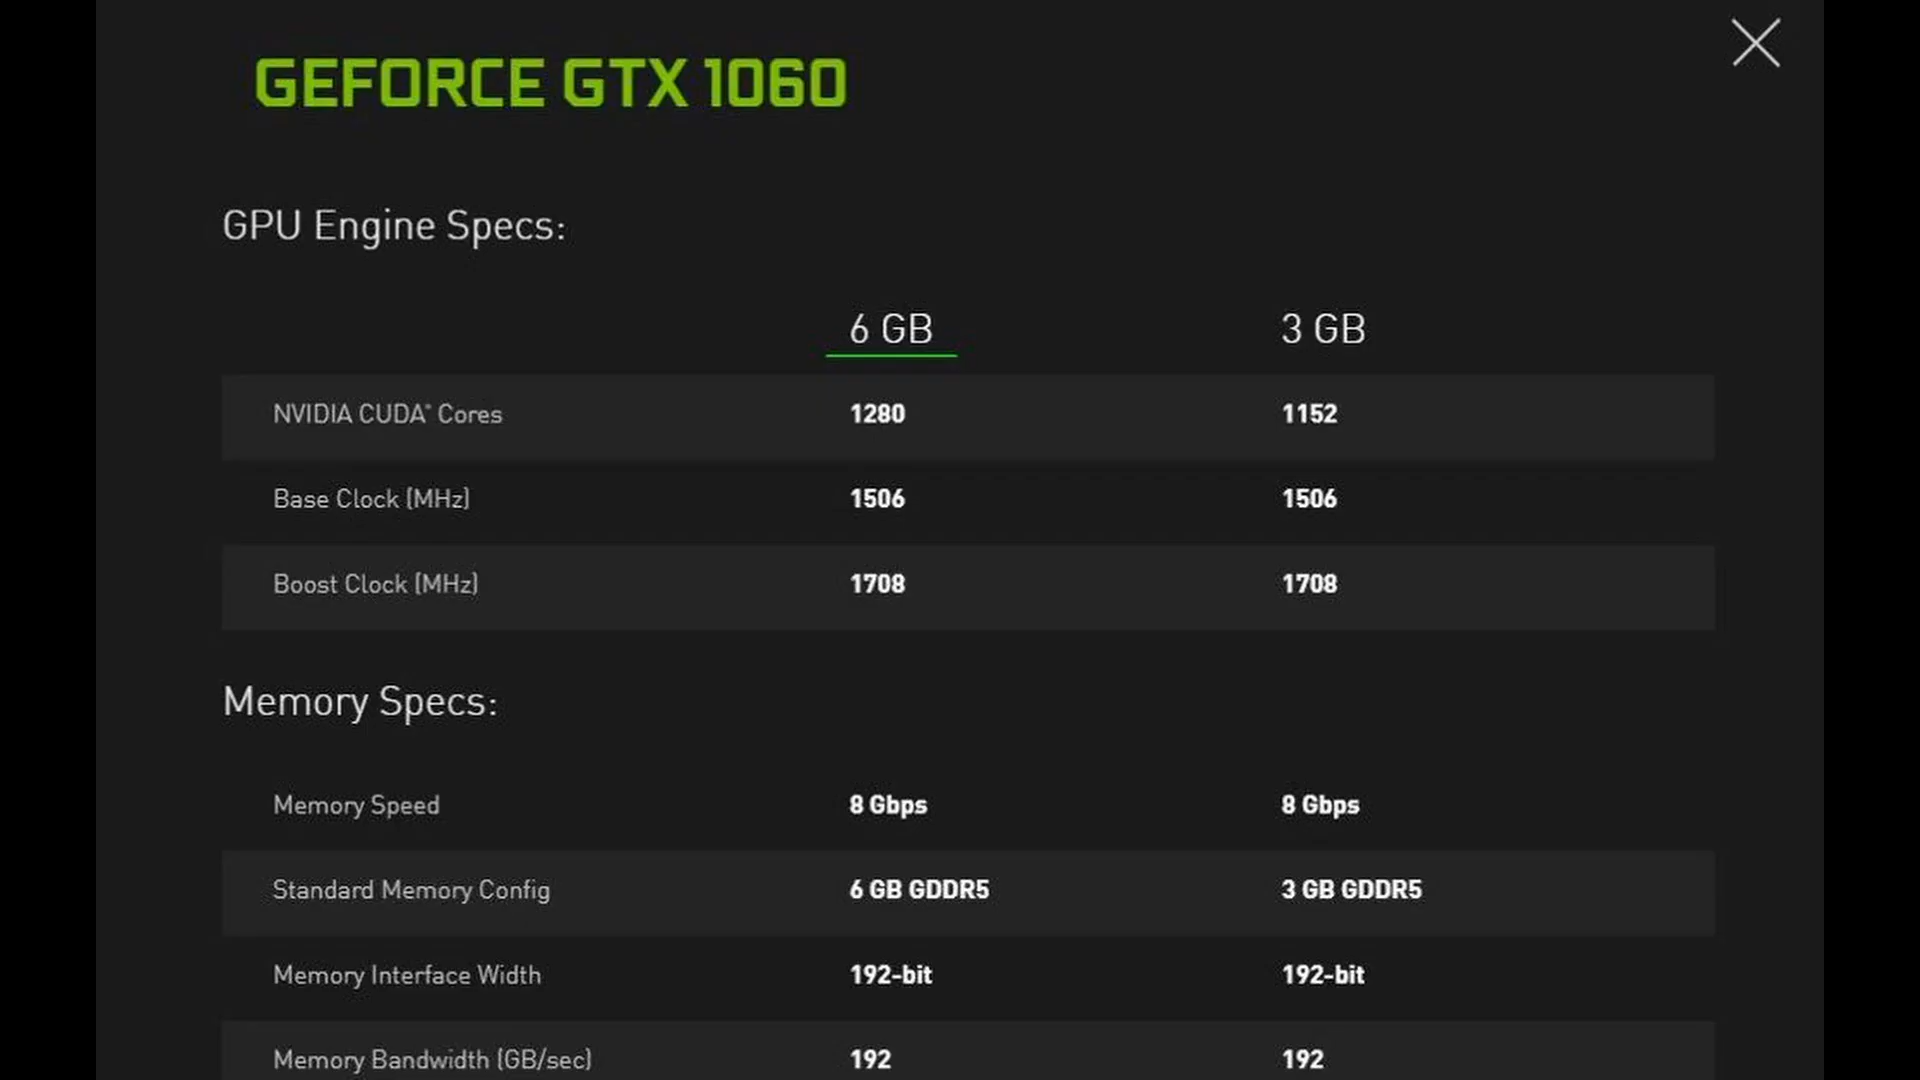 GEFORCE GTX 1060
GPU Engine Specs:
6 GB 3 GB
NVIDIA CUDA® Cores 1280 1152
Base Clock (MHz) 1506 1506
Boost Clock (MHz) 1708 1708
Memory Specs:
Memory Speed 8 Gbps 8 Gbps
Standard Memory Config 6 GB GDDR5 3 GB GDDR5
Memory Interface Width 192-bit 192-bit
Memory Bandwidth (GB/sec) 192 192